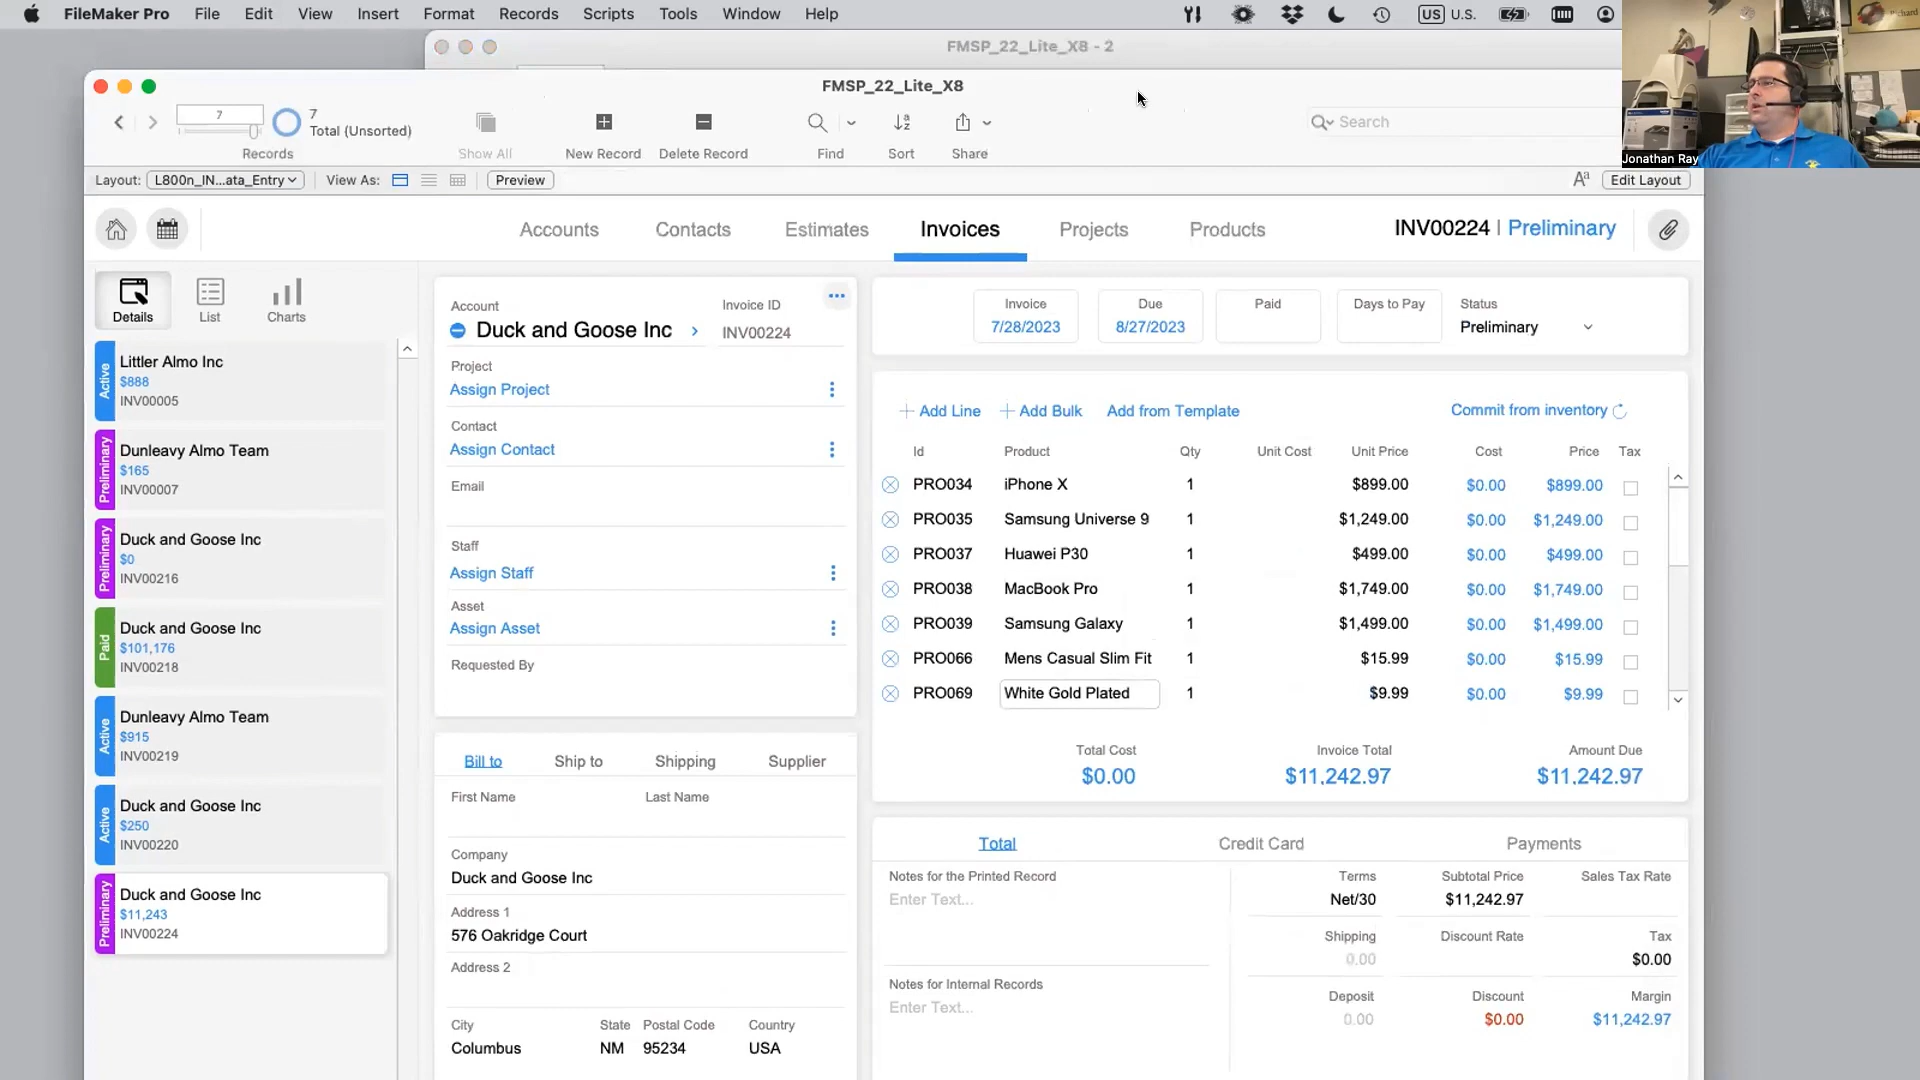 FileMaker Pro File Edit View Insert Format Records Scripts Tools Window Help US U.S.
FMSP_22_Lite_X8 - 2
FMSP_22_Lite_X8
7
7
Total (Unsorted)
Records
Show All
New Record
Delete Record
Find
Sort
Share
Search
Jonathan Ray
Layout: L800n_IN...ata_Entry View As: Preview Aa Edit Layout
Accounts Contacts Estimates Invoices Projects Products INV00224 | Preliminary
Details List Charts
Active
Littler Almo Inc
$888
INV00005
Preliminary
Dunleavy Almo Team
$165
INV00007
Preliminary
Duck and Goose Inc
$0
INV00216
Paid
Duck and Goose Inc
$101,176
INV00218
Active
Dunleavy Almo Team
$915
INV00219
Active
Duck and Goose Inc
$250
INV00220
Preliminary
Duck and Goose Inc
$11,243
INV00224
Account Invoice ID
Duck and Goose Inc INV00224
Project
Assign Project
Contact
Assign Contact
Email
Staff
Assign Staff
Asset
Assign Asset
Requested By
Bill to Ship to Shipping Supplier
First Name Last Name
Company
Duck and Goose Inc
Address 1
576 Oakridge Court
Address 2
City State Postal Code Country
Columbus NM 95234 USA
Invoice Due Paid Days to Pay Status
7/28/2023 8/27/2023 Preliminary
Add Line Add Bulk Add from Template Commit from inventory
Id Product Qty Unit Cost Unit Price Cost Price Tax
PRO034 iPhone X 1 $899.00 $0.00 $899.00
PRO035 Samsung Universe 9 1 $1,249.00 $0.00 $1,249.00
PRO037 Huawei P30 1 $499.00 $0.00 $499.00
PRO038 MacBook Pro 1 $1,749.00 $0.00 $1,749.00
PRO039 Samsung Galaxy 1 $1,499.00 $0.00 $1,499.00
PRO066 Mens Casual Slim Fit 1 $15.99 $0.00 $15.99
PRO069 White Gold Plated 1 $9.99 $0.00 $9.99
Total Cost Invoice Total Amount Due
$0.00 $11,242.97 $11,242.97
Total Credit Card Payments
Notes for the Printed Record Terms Subtotal Price Sales Tax Rate
Enter Text... Net/30 $11,242.97
Shipping Discount Rate Tax
0.00 $0.00
Notes for Internal Records Deposit Discount Margin
Enter Text... 0.00 $0.00 $11,242.97